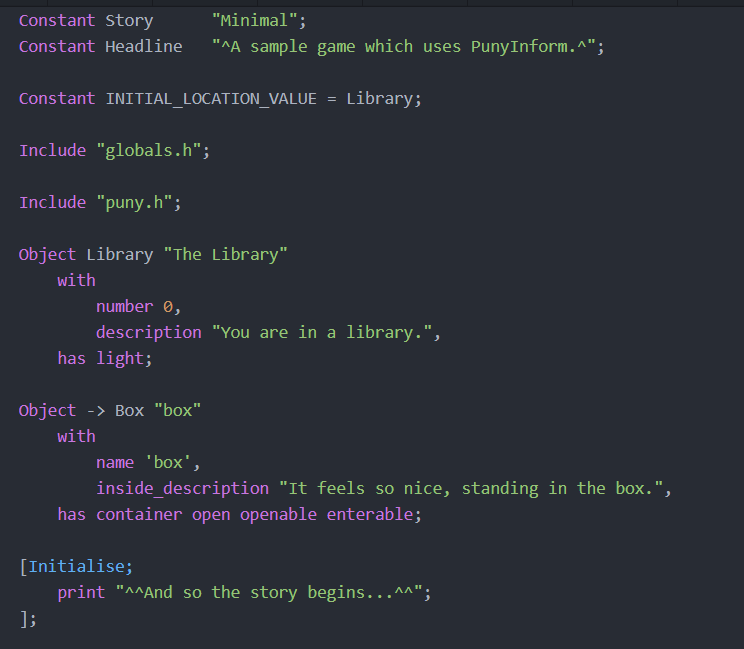 Constant Story      "Minimal";
Constant Headline   "^A sample game which uses PunyInform.^";
Constant INITIAL_LOCATION_VALUE = Library;
Include "globals.h";
Include "puny.h";
Object Library "The Library"
    with
        number 0,
        description "You are in a library.",
    has light;
Object -> Box "box"
    with
        name 'box',
        inside_description "It feels so nice, standing in the box.",
    has container open openable enterable;
[Initialise;
    print "^^And so the story begins...^^";
];